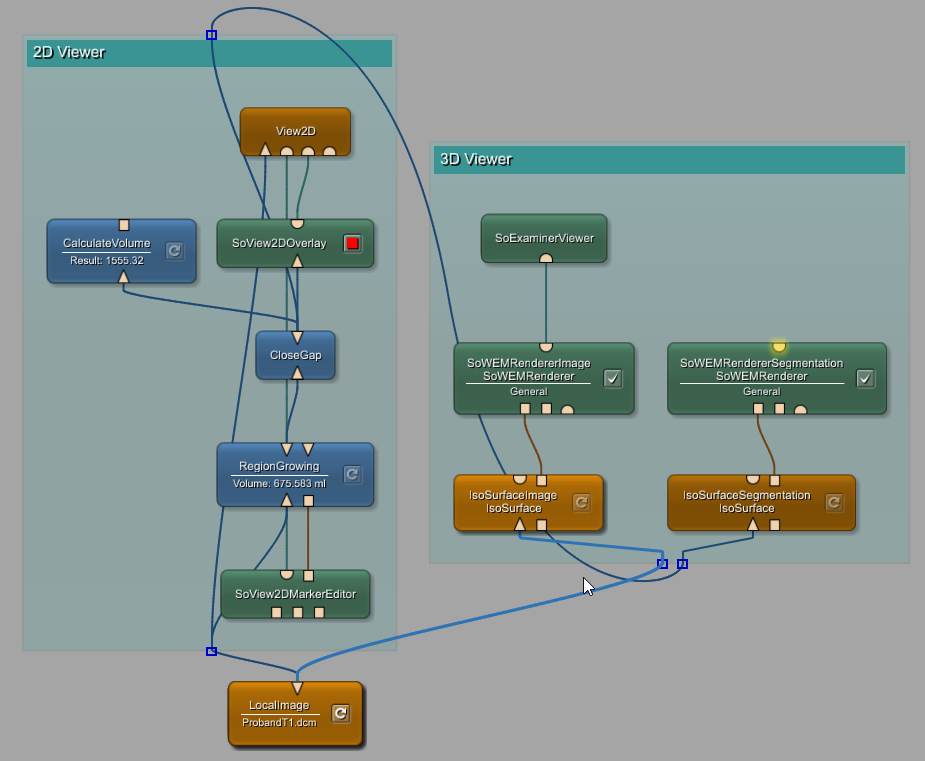 2D Viewer
View2D
CalculateVolume
Result: 1555.32
SoView2DOverlay
CloseGap
RegionGrowing
Volume: 675.583 ml
SoView2DMarkerEditor
LocalImage
ProbandT1.dcm
3D Viewer
SoExaminerViewer
SoWEMRendererImage
SoWEMRenderer
General
SoWEMRendererSegmentation
SoWEMRenderer
General
IsoSurfaceImage
IsoSurface
IsoSurfaceSegmentation
IsoSurface